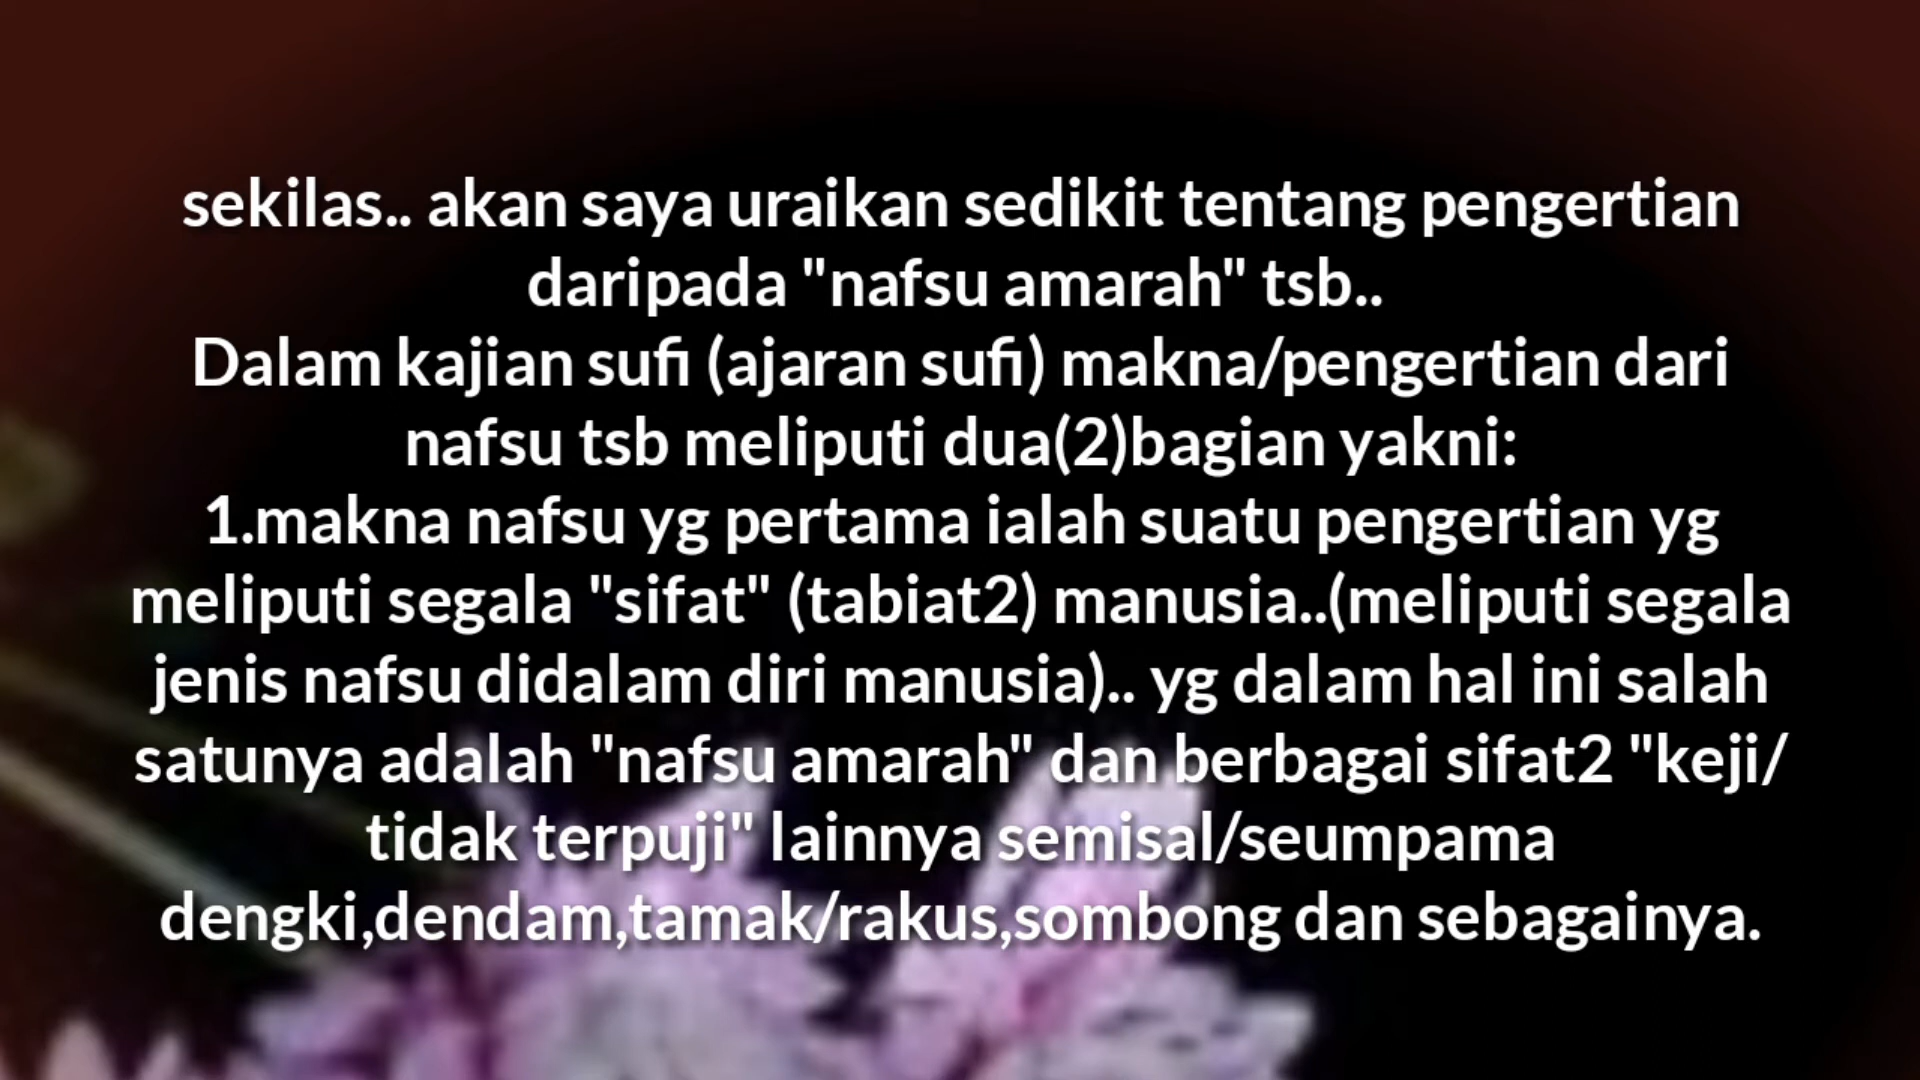 sekilas.. akan saya uraikan sedikit tentang pengertian
daripada "nafsu amarah" tsb..
Dalam kajian sufi (ajaran sufi) makna/pengertian dari
nafsu tsb meliputi dua(2)bagian yakni:
1.makna nafsu yg pertama ialah suatu pengertian yg
meliputi segala "sifat" (tabiat2) manusia..(meliputi segala
jenis nafsu didalam diri manusia).. yg dalam hal ini salah
satunya adalah "nafsu amarah" dan berbagai sifat2 "keji/
tidak terpuji" lainnya semisal/seumpama
dengki,dendam,tamak/rakus,sombong dan sebagainya.